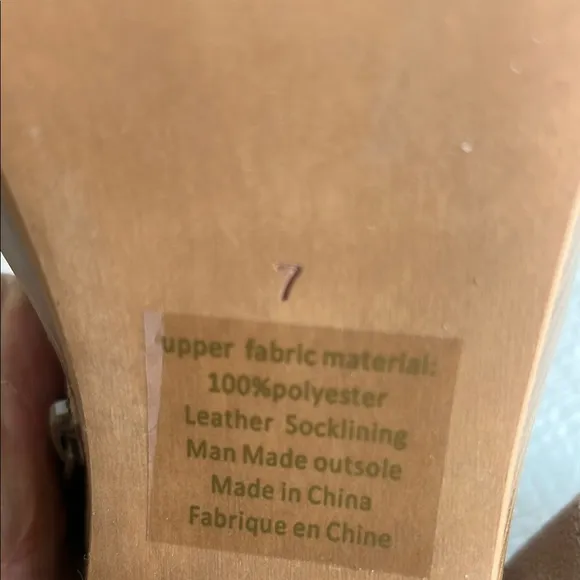 7
upper fabric material:
100%polyester
Leather Socklining
Man Made outsole
Made in China
Fabrique en Chine